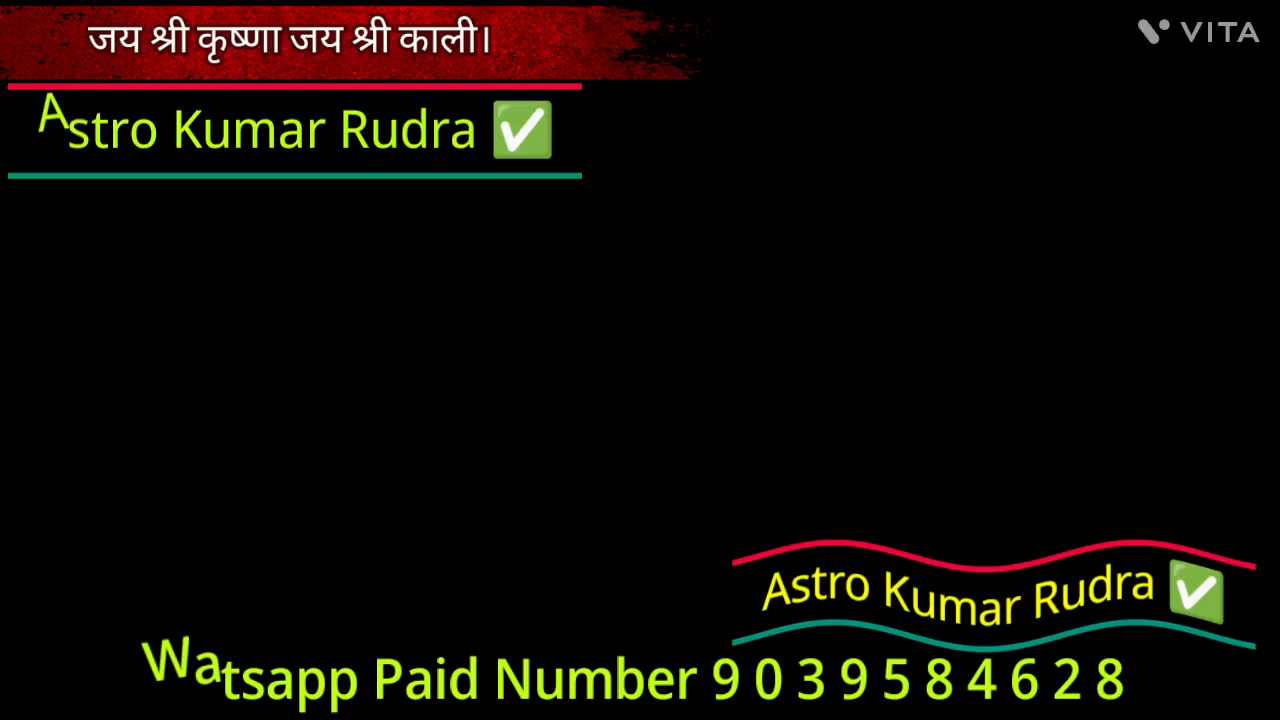 जय श्री कृष्णा जय श्री काली।
VITA
Astro Kumar Rudra ✅
Astro Kumar Rudra ✅
Watsapp Paid Number 9 0 3 9 5 8 4 6 2 8